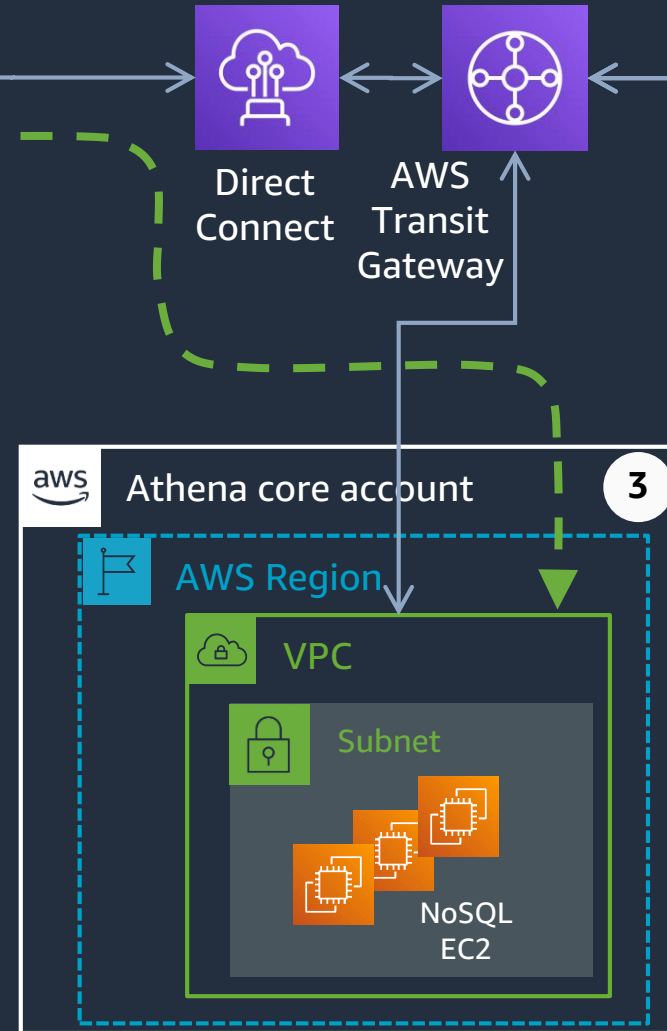 Direct
Connect
AWS
Transit
Gateway
aws
Athena core account
3
AWS Region
VPC
Subnet
NoSQL
EC2